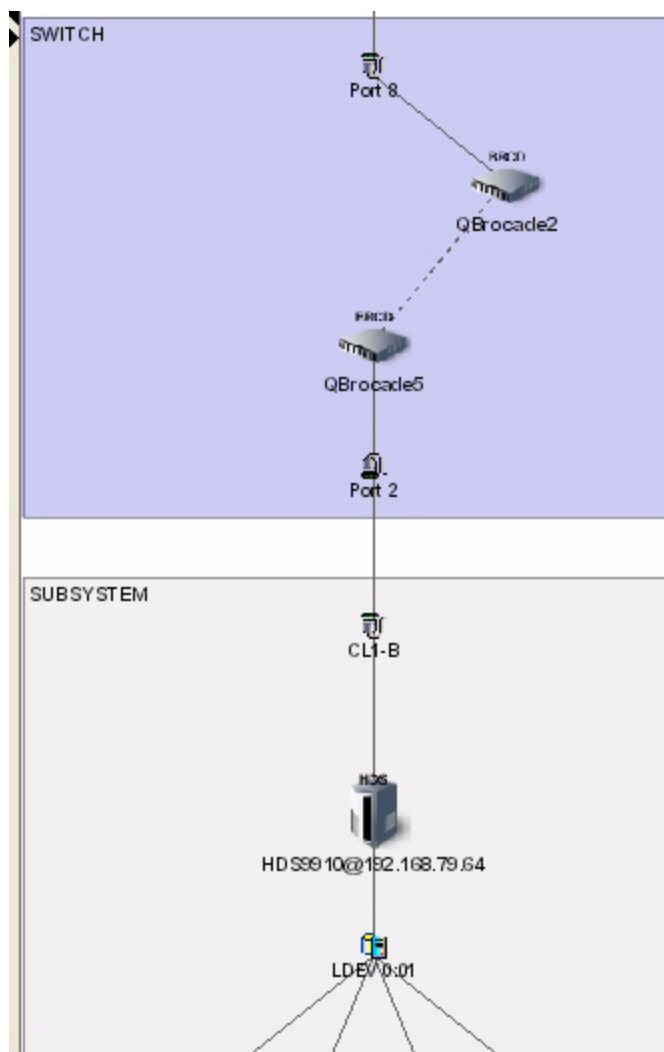 SWITCH
Port 8
BRCD
QBrocade2
BRCD
QBrocade5
Port 2
SUBSYSTEM
CL1-B
HDS
HDS9910@192.168.79.64
LDEV 0:01